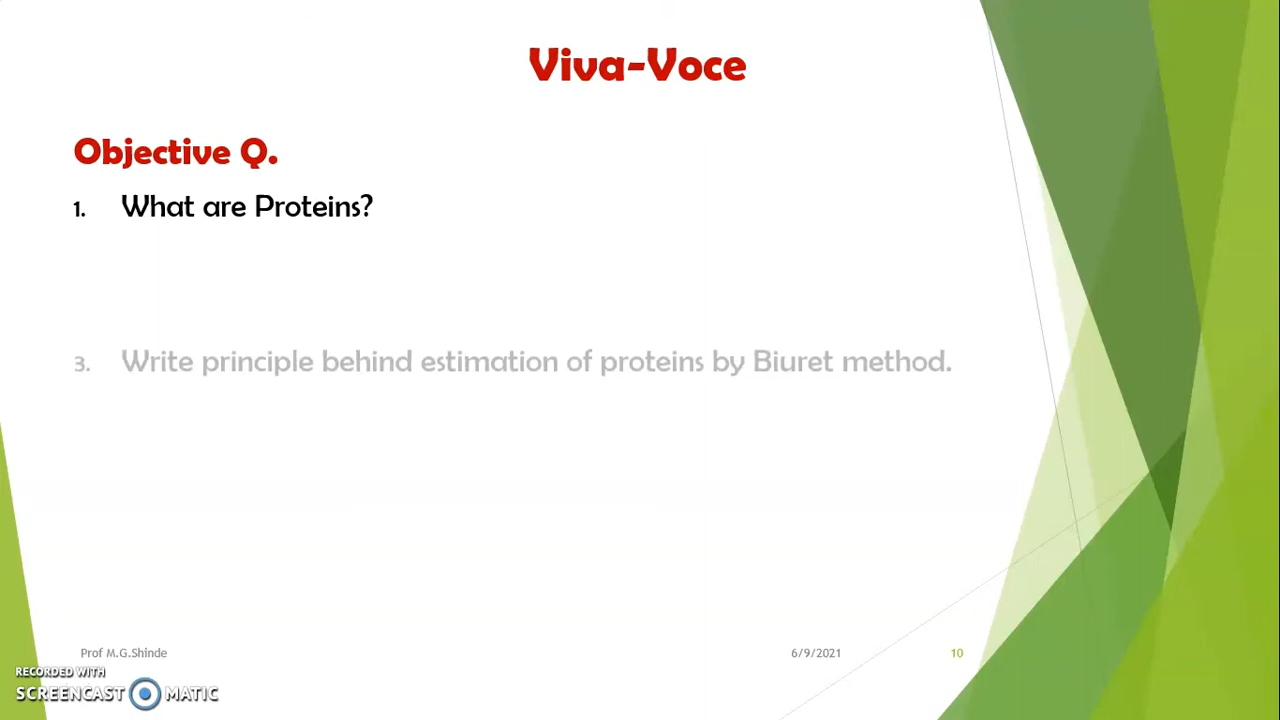 Viva-Voce
Objective Q.
1. What are Proteins?
3. Write principle behind estimation of proteins by Biuret method.
Prof M.G.Shinde 6/9/2021 10
RECORDED WITH
SCREENCAST MATIC